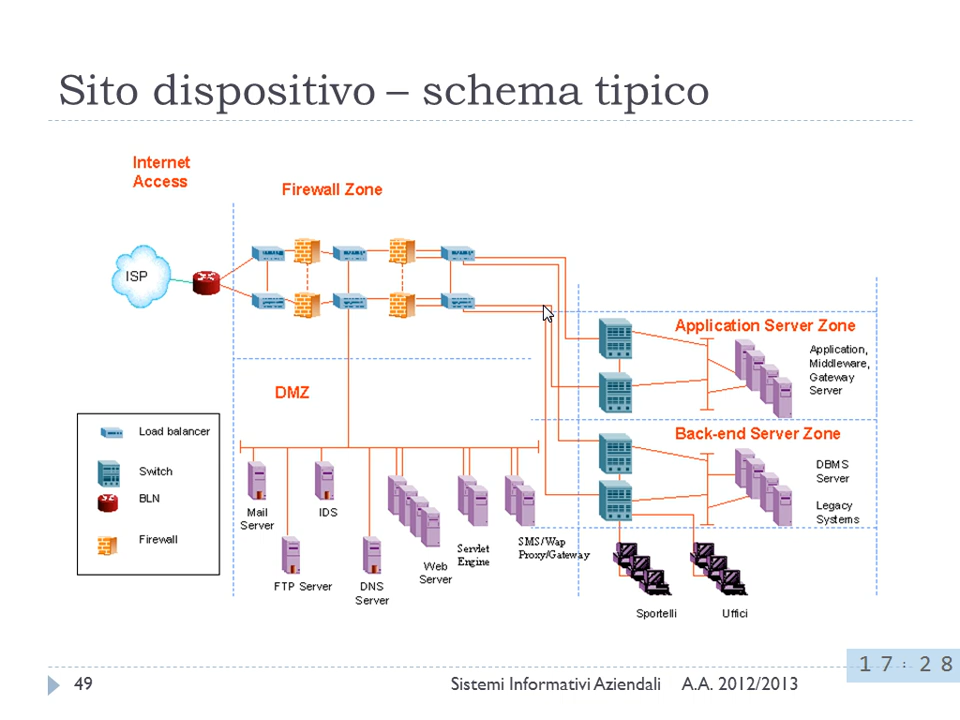 Sito dispositivo – schema tipico
Internet
Access
Firewall Zone
ISP
Application Server Zone
Application,
Middleware,
Gateway
Server
DMZ
Load balancer
Switch
BLN
Firewall
Back-end Server Zone
DBMS
Server
Legacy
Systems
Mail
Server
IDS
FTP Server
DNS
Server
Web
Server
Servlet
Engine
SMS/Wap
Proxy/Gateway
Sportelli
Uffici
17:28
49
Sistemi Informativi Aziendali
A.A. 2012/2013